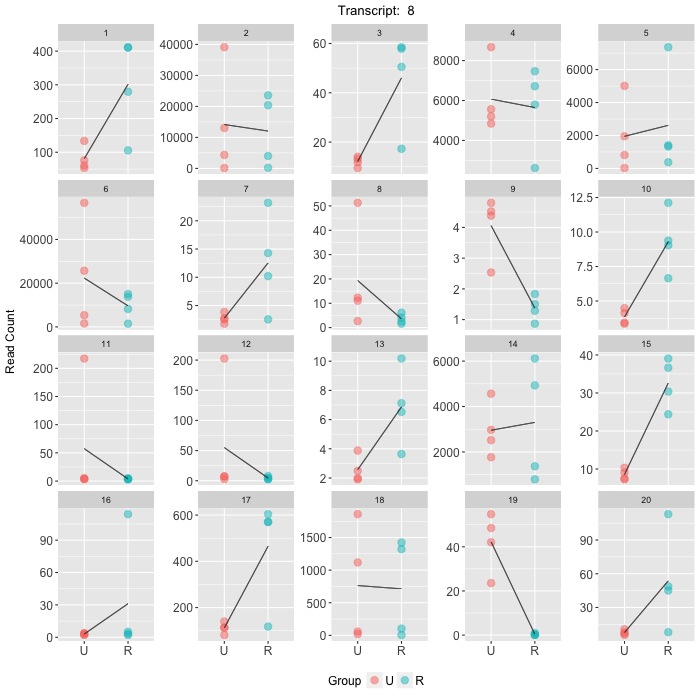 Transcript: 8
1 2 3 4 5
400 300 200 100
40000 30000 20000 10000 0
60 40 20
8000 6000 4000
6000 4000 2000 0
6 7 8 9 10
40000 20000 0
20 15 10 5
50 40 30 20 10 0
4 3 2 1
12.5 10.0 7.5 5.0
Read Count
11 12 13 14 15
200 150 100 50 0
200 150 100 50 0
10 8 6 4 2
6000 4000 2000
40 30 20 10
16 17 18 19 20
90 60 30 0
600 400 200
1500 1000 500 0
40 20 0
90 60 30
U R U R U R U R U R
Group U R